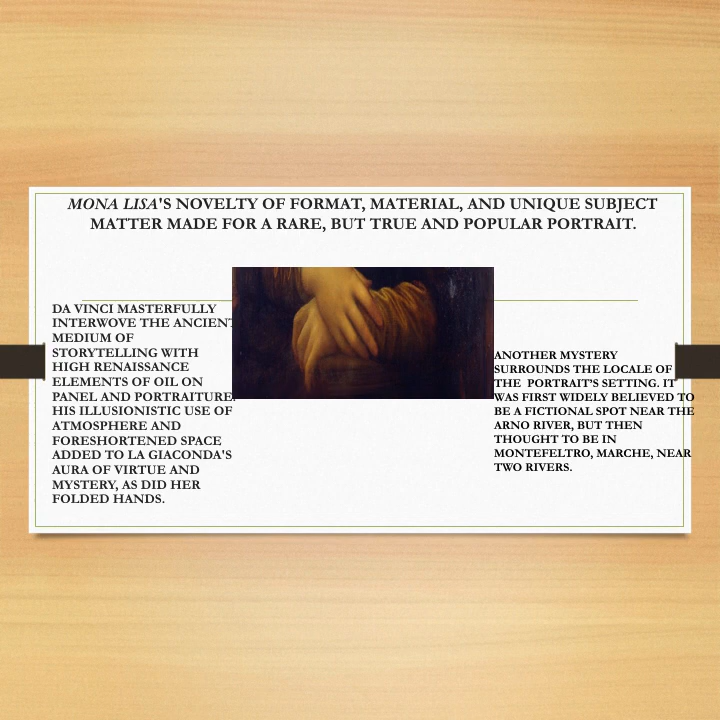 MONA LISA'S NOVELTY OF FORMAT, MATERIAL, AND UNIQUE SUBJECT
MATTER MADE FOR A RARE, BUT TRUE AND POPULAR PORTRAIT.
DA VINCI MASTERFULLY
INTERWOVE THE ANCIENT
MEDIUM OF
STORYTELLING WITH
HIGH RENAISSANCE
ELEMENTS OF OIL ON
PANEL AND PORTRAITURE.
HIS ILLUSIONISTIC USE OF
ATMOSPHERE AND
FORESHORTENED SPACE
ADDED TO LA GIACONDA'S
AURA OF VIRTUE AND
MYSTERY, AS DID HER
FOLDED HANDS.
ANOTHER MYSTERY
SURROUNDS THE LOCALE OF
THE PORTRAIT'S SETTING. IT
WAS FIRST WIDELY BELIEVED TO
BE A FICTIONAL SPOT NEAR THE
ARNO RIVER, BUT THEN
THOUGHT TO BE IN
MONTEFELTRO, MARCHE, NEAR
TWO RIVERS.